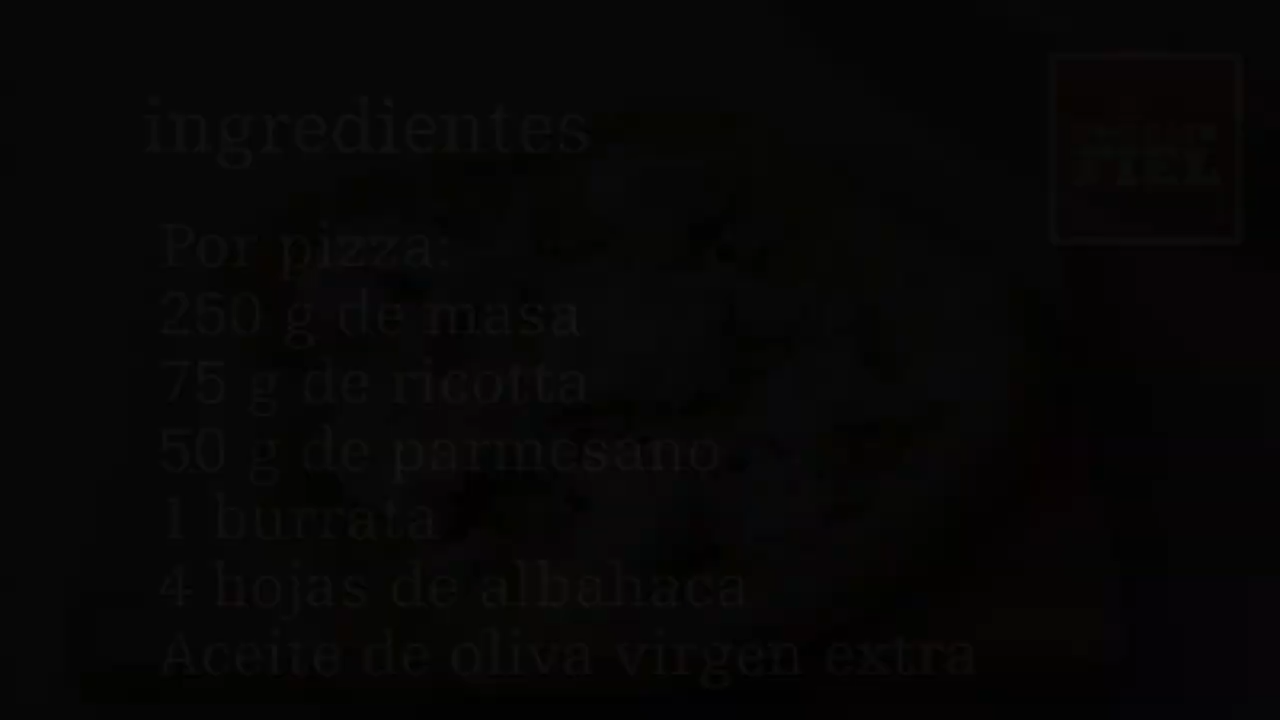 ingredientes
Por pizza:
250 g de masa
75 g de ricotta
50 g de parmesano
1 burrata
4 hojas de albahaca
Aceite de oliva virgen extra
FIEL